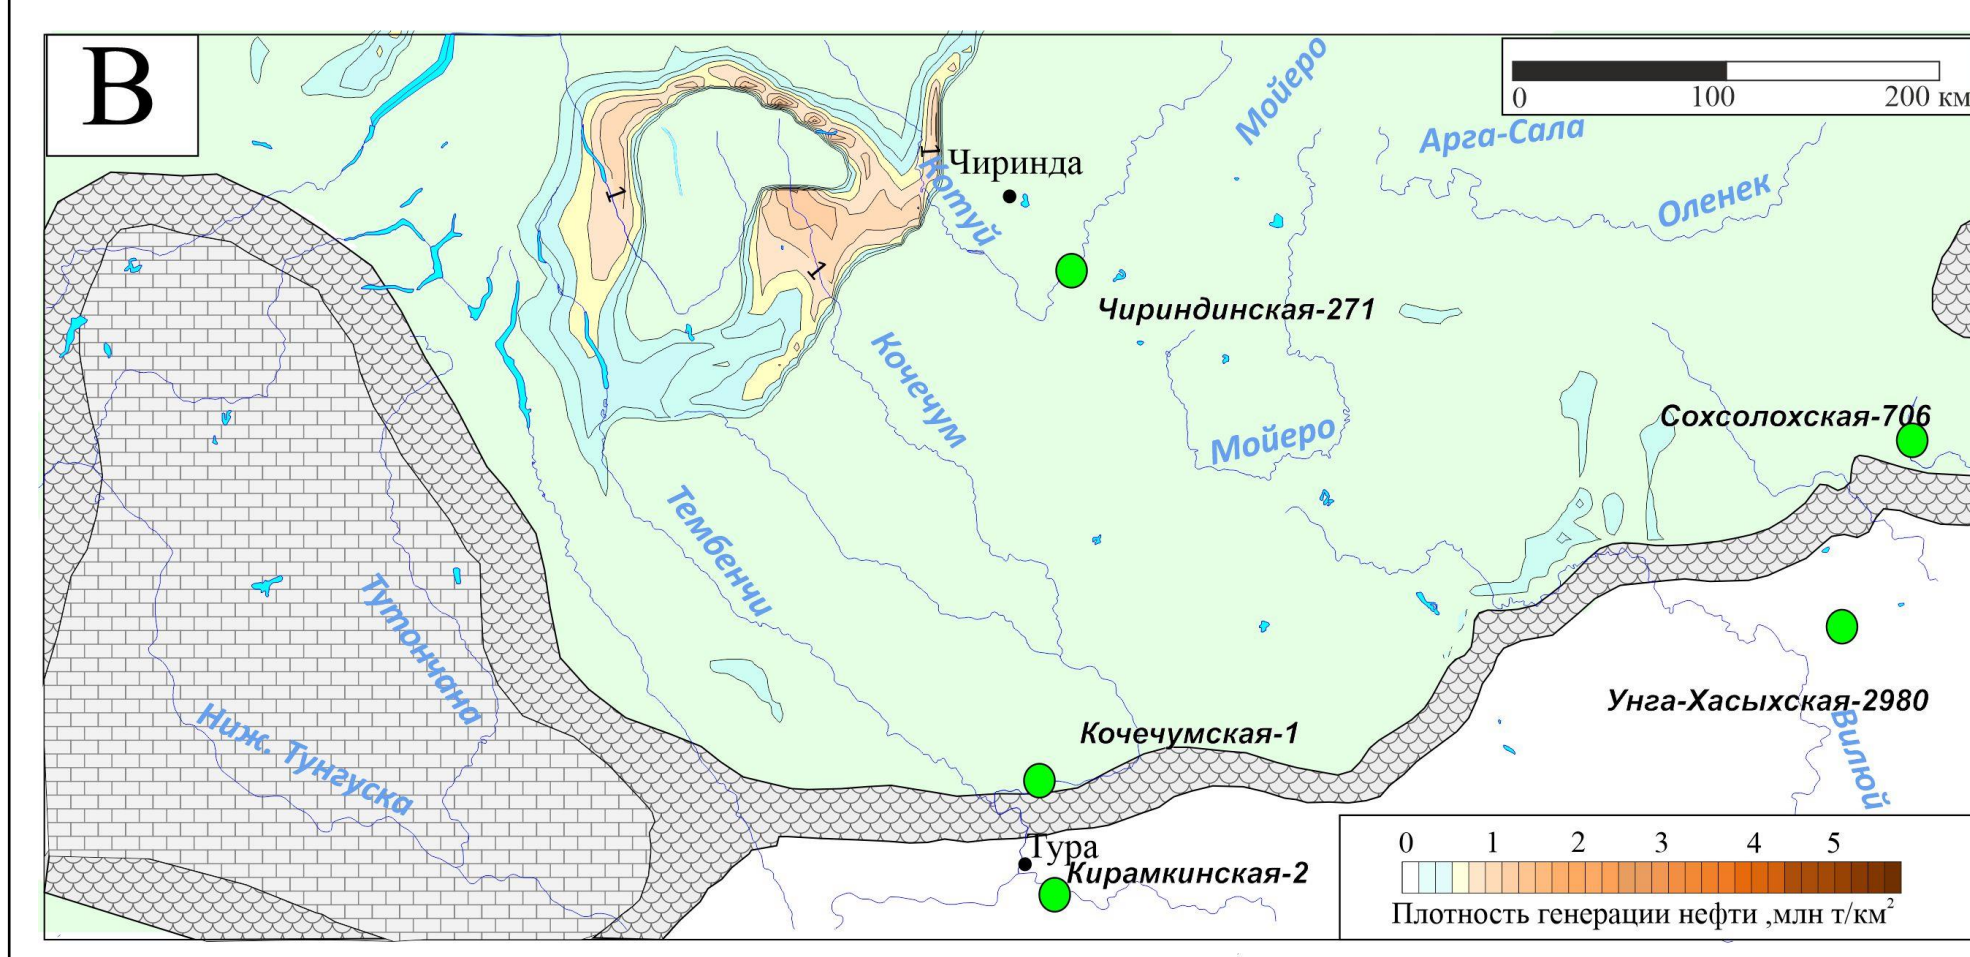 В
0 100 200 км
Мойеро
Арга-Сала
Оленек
1
Чиринда
Котуй
1
1
Чириндинская-271
Кочечум
Сохсолохская-706
Мойеро
Тембенчи
Тутончана
Ниж. Тунгуска
Унга-Хасыхская-2980
Вилюй
Кочечумская-1
Тура
Кирамкинская-2
0 1 2 3 4 5
Плотность генерации нефти ,млн т/км²